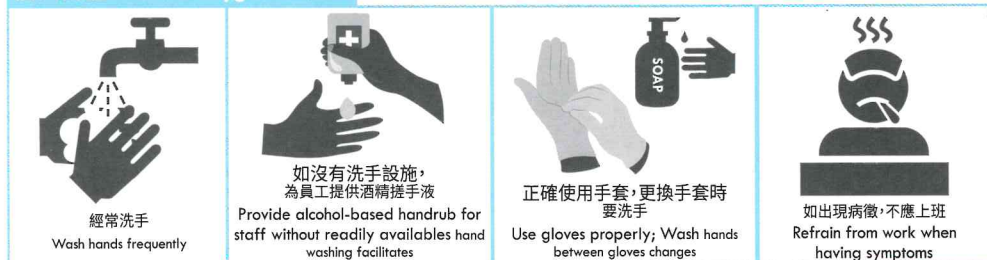 經常洗手
Wash hands frequently
如沒有洗手設施，
為員工提供酒精搓手液
Provide alcohol-based handrub for
staff without readily availables hand
washing facilitates
SOAP
正確使用手套，更換手套時
要洗手
Use gloves properly; Wash hands
between gloves changes
如出現病徵，不應上班
Refrain from work when
having symptoms